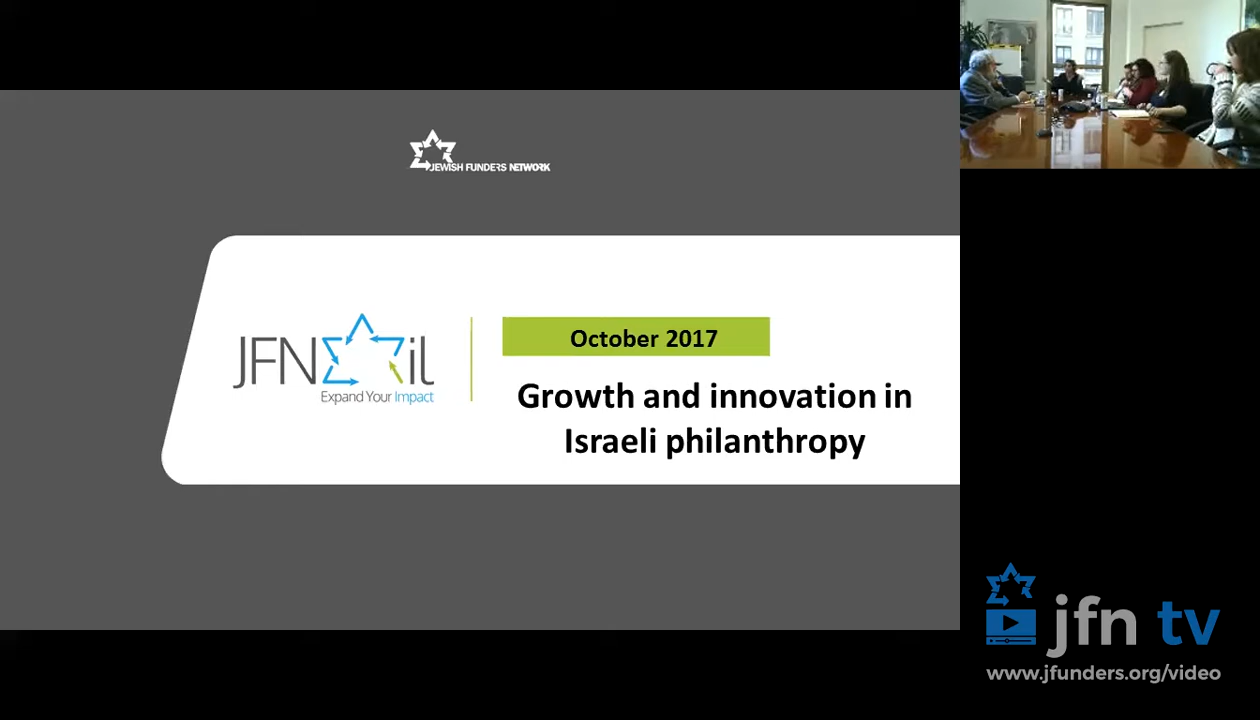 JEWISH FUNDERS NETWORK
JFN il
Expand Your Impact
October 2017
Growth and innovation in
Israeli philanthropy
jfn tv
www.jfunders.org/video